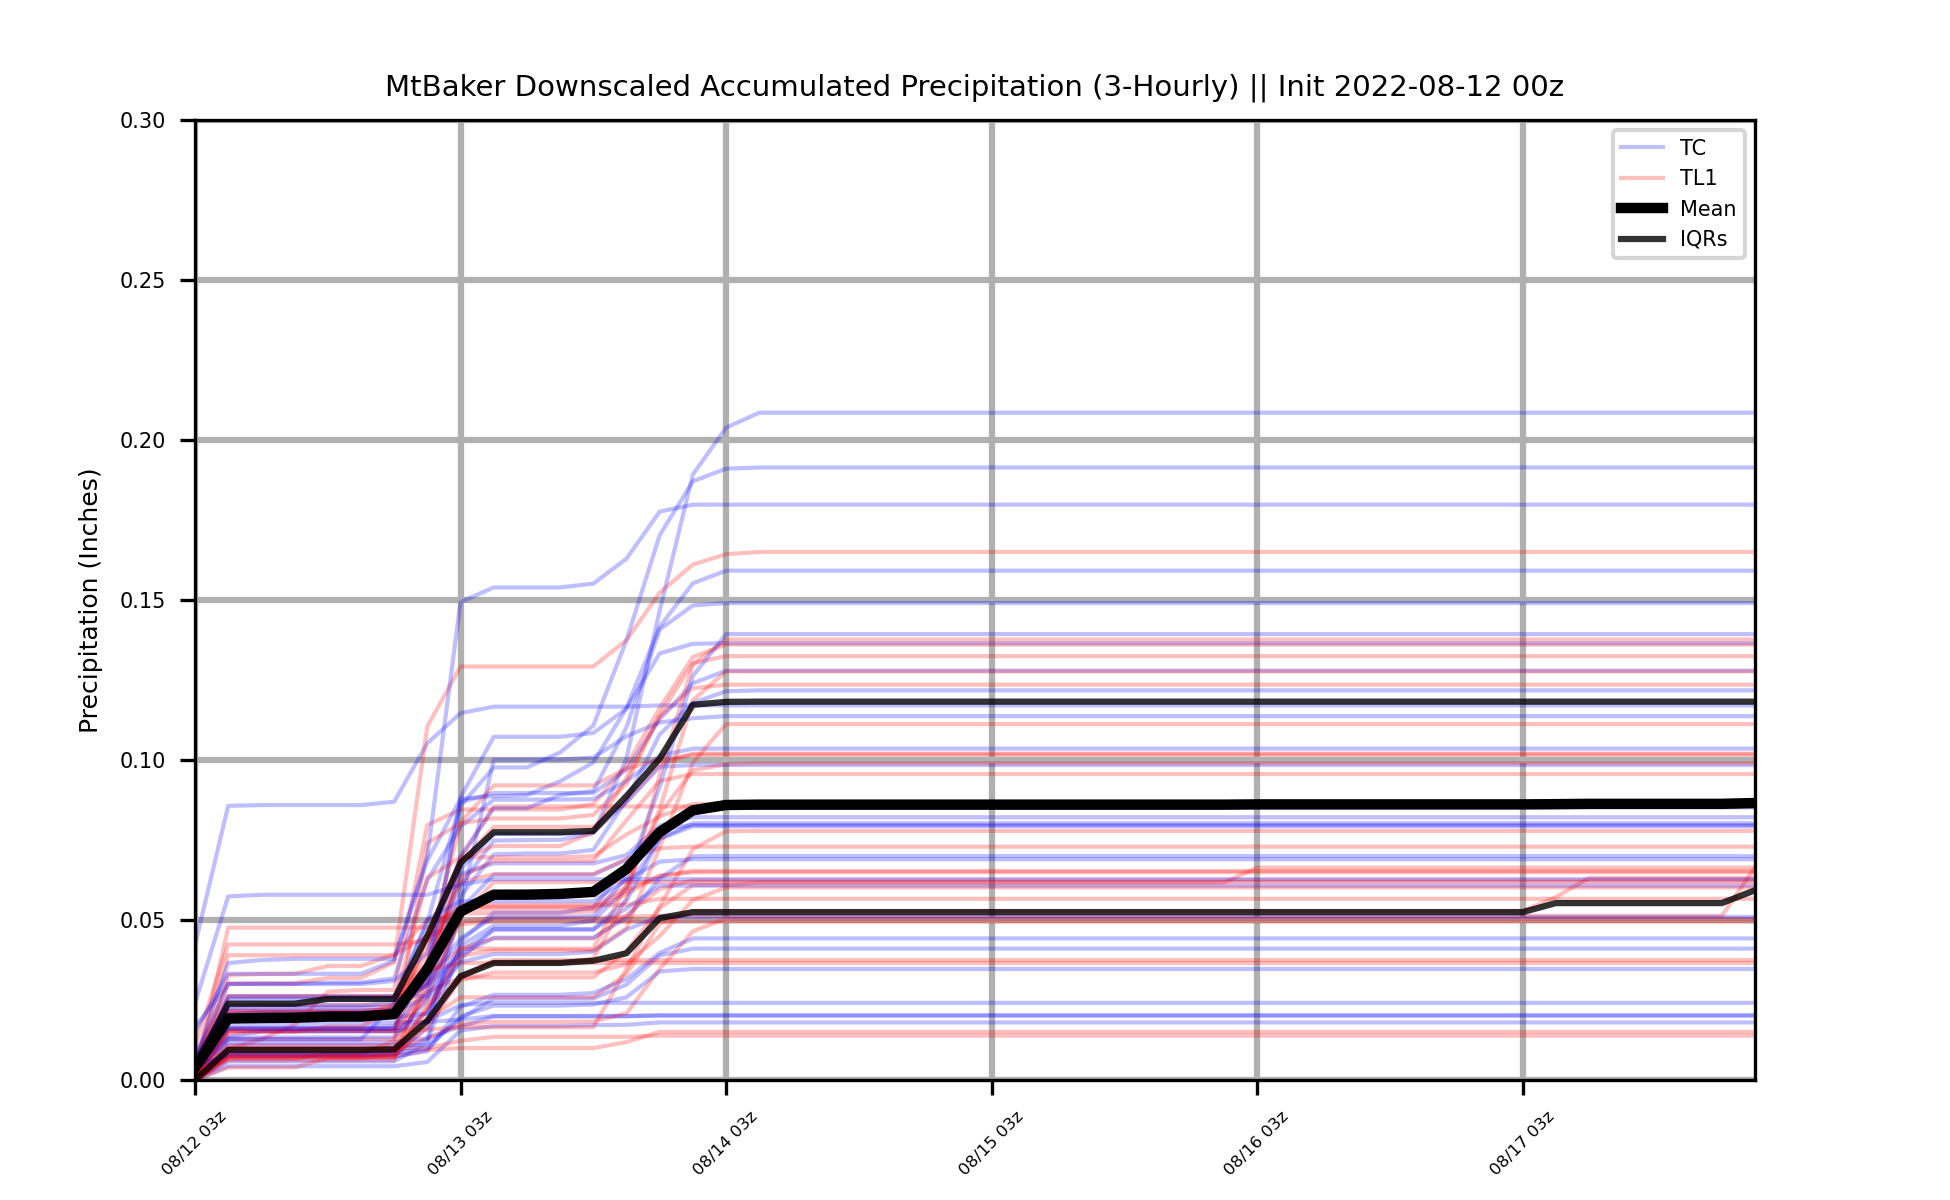 MtBaker Downscaled Accumulated Precipitation (3-Hourly) || Init 2022-08-12 00z
0.30
0.25
0.20
0.15
0.10
0.05
0.00
Precipitation (Inches)
TC
TL1
Mean
IQRs
08/12 03z
08/13 03z
08/14 03z
08/15 03z
08/16 03z
08/17 03z